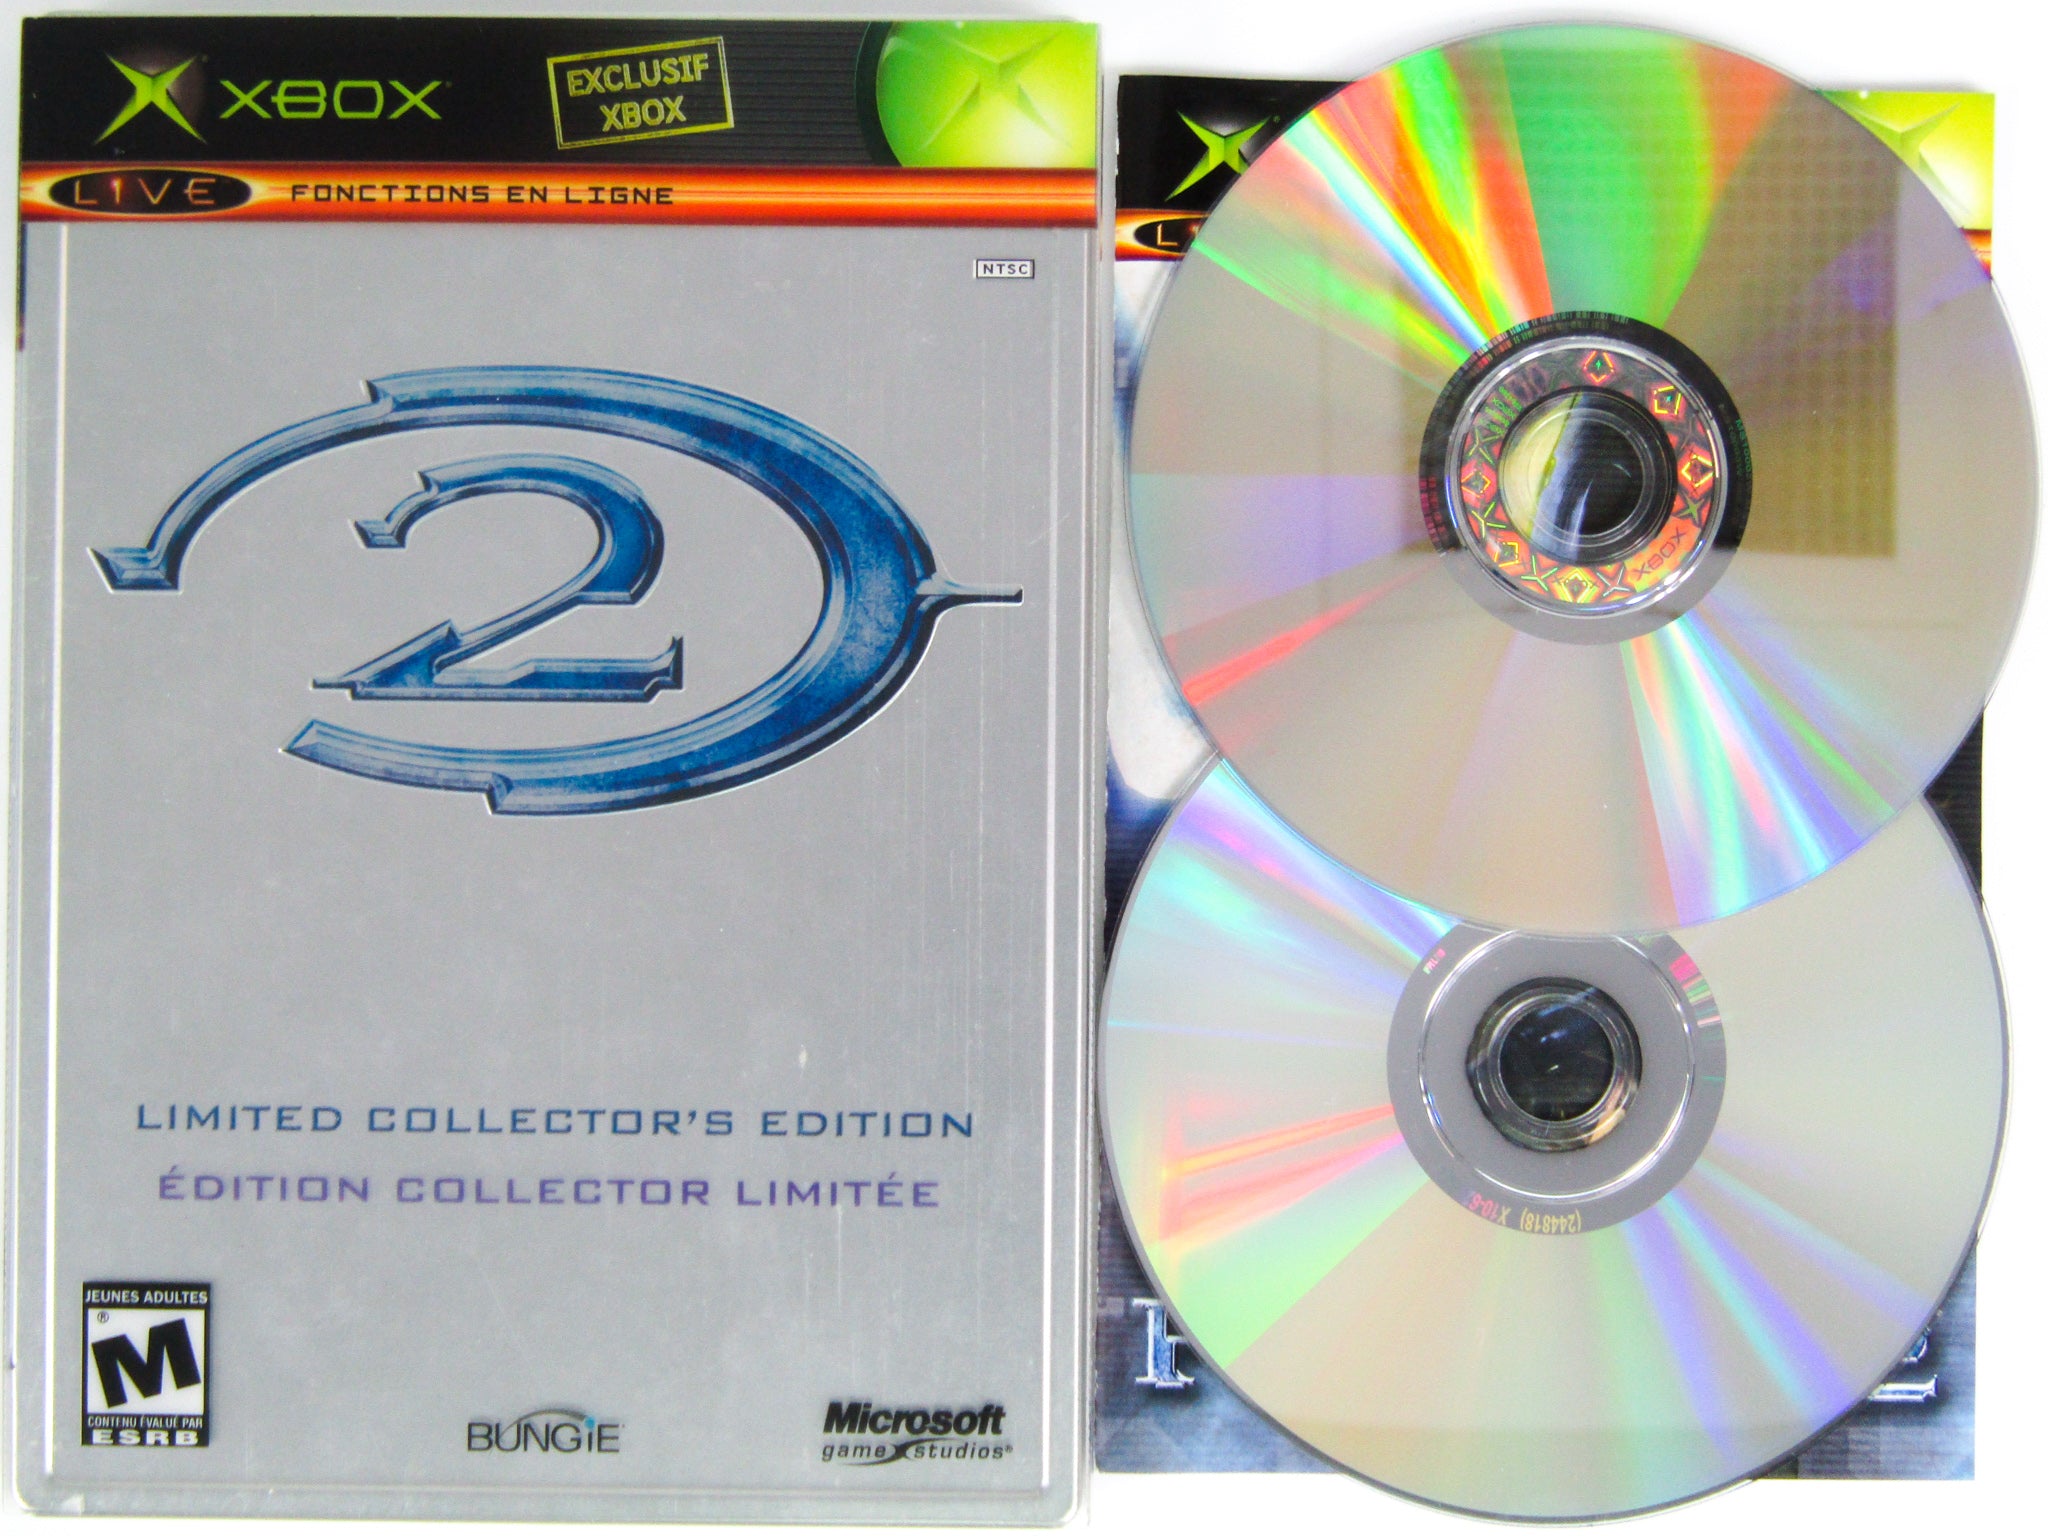 XBOX
EXCLUSIF
XBOX
LIVE
FONCTIONS EN LIGNE
NTSC
2
LIMITED COLLECTOR'S EDITION
ÉDITION COLLECTOR LIMITÉE
JEUNES ADULTES
M
CONTENU ÉVALUÉ PAR
ESRB
BUNGiE
Microsoft
game studios®
XBOX
(244818) X10-6